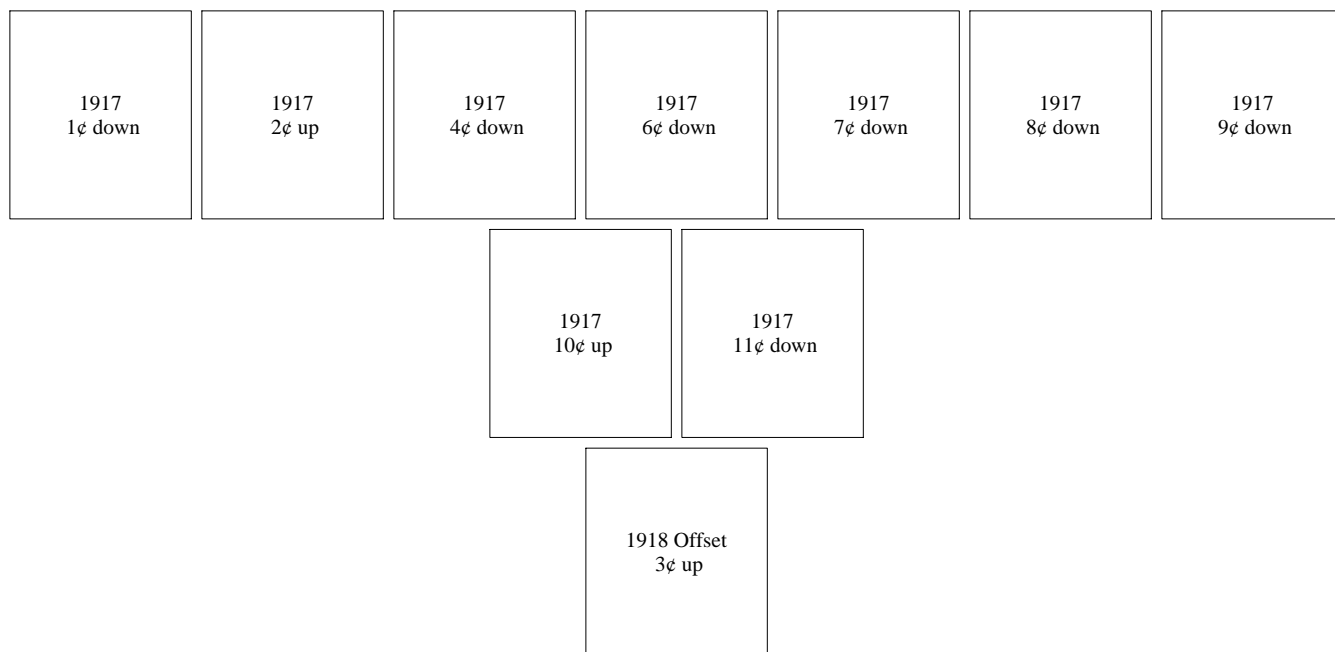 1917
1¢ down
1917
2¢ up
1917
4¢ down
1917
6¢ down
1917
7¢ down
1917
8¢ down
1917
9¢ down
1917
10¢ up
1917
11¢ down
1918 Offset
3¢ up